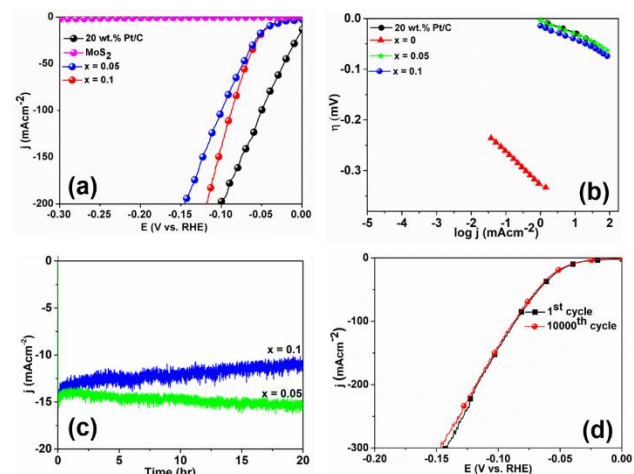 0
-50
-100
-150
-200
j (mAcm-2)
20 wt.% Pt/C
MoS2
x = 0.05
x = 0.1
(a)
-0.30 -0.25 -0.20 -0.15 -0.10 -0.05 0.00
E (V vs. RHE)
0.0
-0.1
-0.2
-0.3
η (mV)
20 wt.% Pt/C
x = 0
x = 0.05
x = 0.1
(b)
-5 -4 -3 -2 -1 0 1 2
log j (mAcm-2)
0
-5
-10
-15
-20
j (mAcm-2)
x = 0.1
x = 0.05
(c)
0 5 10 15 20
Time (hr)
0
-100
-200
-300
j (mAcm-2)
1st cycle
10000th cycle
(d)
-0.20 -0.15 -0.10 -0.05 0.00
E (V vs. RHE)